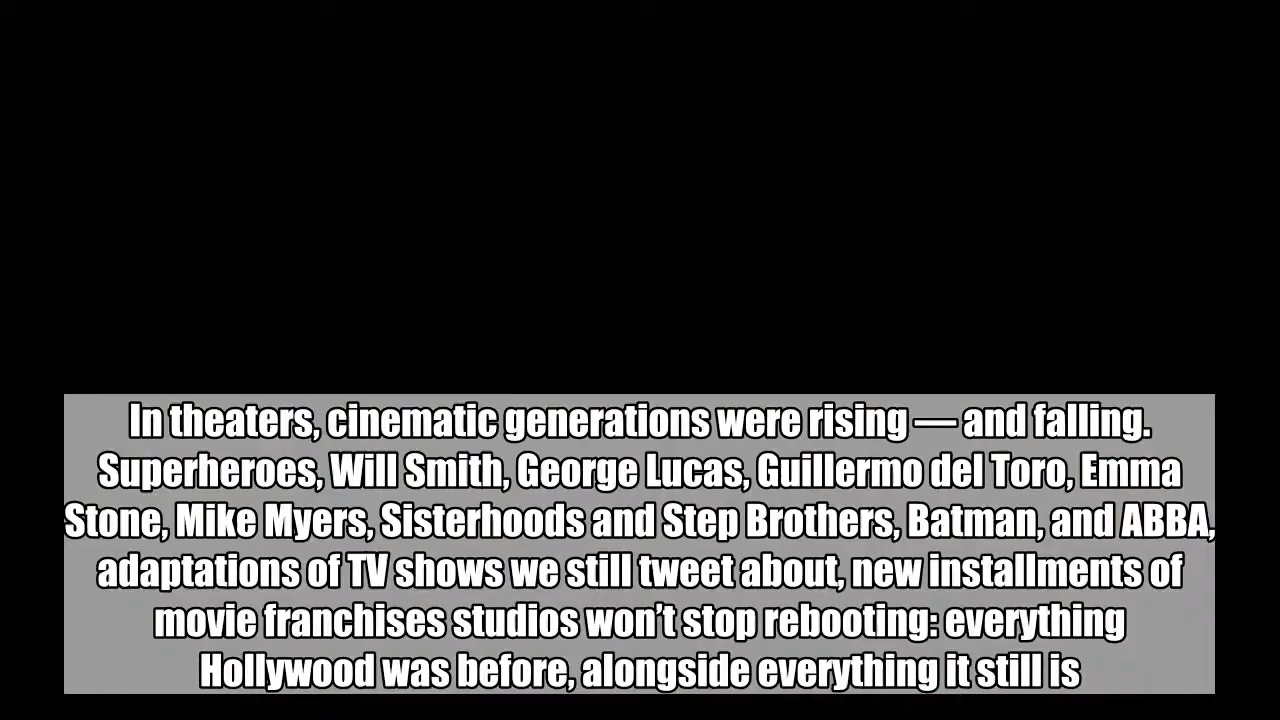 In theaters, cinematic generations were rising — and falling.
Superheroes, Will Smith, George Lucas, Guillermo del Toro, Emma
Stone, Mike Myers, Sisterhoods and Step Brothers, Batman, and ABBA,
adaptations of TV shows we still tweet about, new installments of
movie franchises studios won’t stop rebooting: everything
Hollywood was before, alongside everything it still is